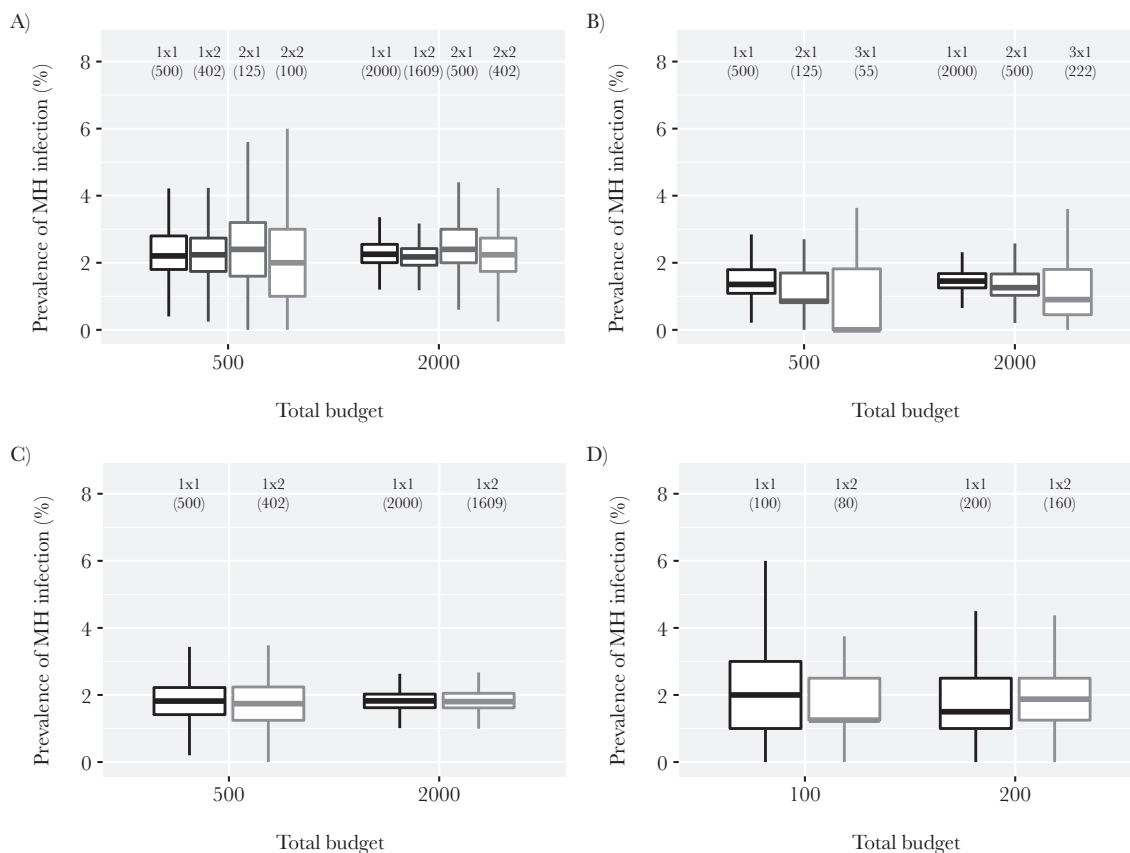 A)
B)
1x1 1x2 2x1 2x2 1x1 1x2 2x1 2x2
(500) (402) (125) (100) (2000) (1609) (500) (402)
8
6
4
2
0
Prevalence of MH infection (%)
500 2000
Total budget
1x1 2x1 3x1 1x1 2x1 3x1
(500) (125) (55) (2000) (500) (222)
8
6
4
2
0
Prevalence of MH infection (%)
500 2000
Total budget
C)
D)
1x1 1x2 1x1 1x2
(500) (402) (2000) (1609)
8
6
4
2
0
Prevalence of MH infection (%)
500 2000
Total budget
1x1 1x2 1x1 1x2
(100) (80) (200) (160)
8
6
4
2
0
Prevalence of MH infection (%)
100 200
Total budget